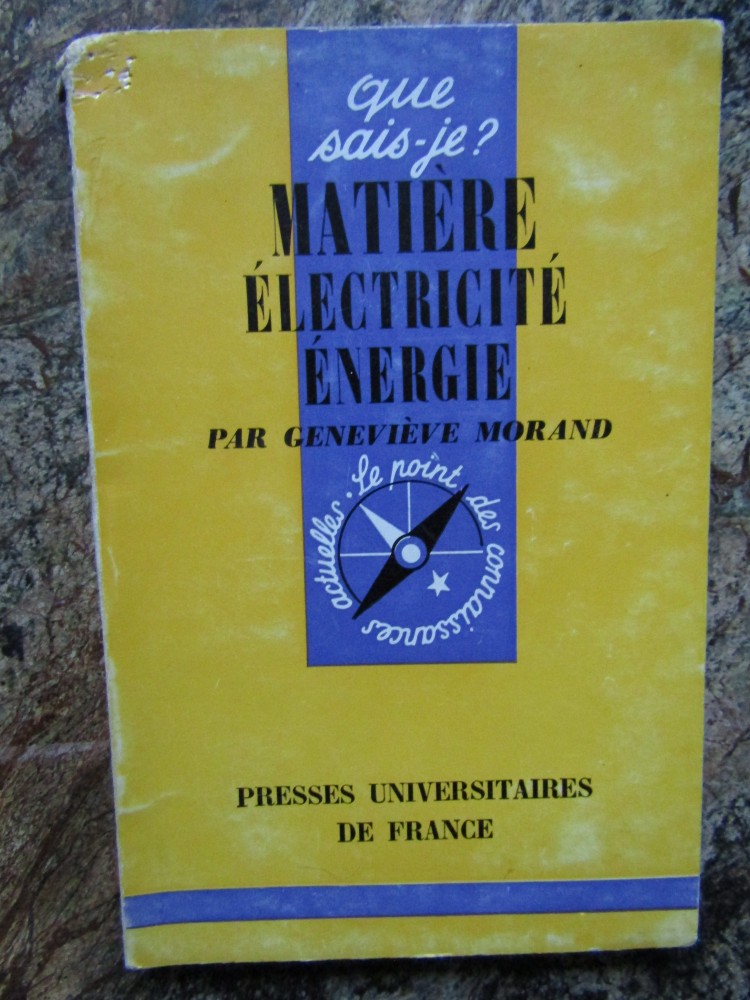 que
sais-je?
MATIÈRE
ÉLECTRICITÉ
ÉNERGIE
PAR GENEVIÈVE MORAND
Le point des connaissances actuelles.
PRESSES UNIVERSITAIRES
DE FRANCE